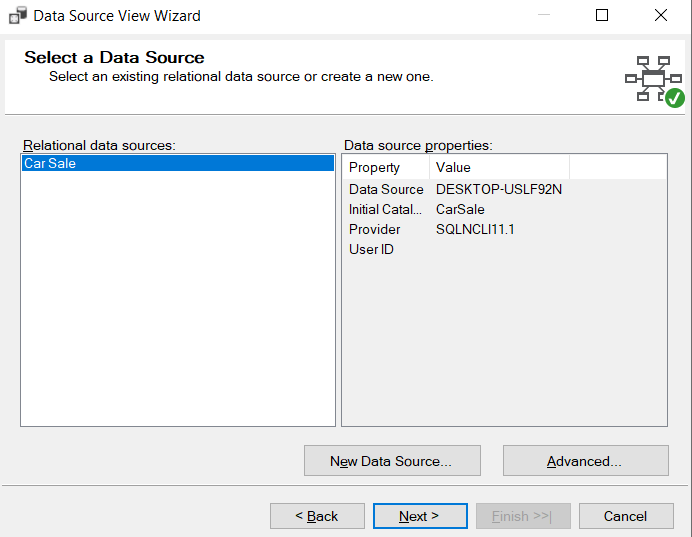 Data Source View Wizard
Select a Data Source
Select an existing relational data source or create a new one.
Relational data sources:
Car Sale
Data source properties:
Property Value
Data Source DESKTOP-USLF92N
Initial Catal... CarSale
Provider SQLNCLI11.1
User ID
New Data Source...
Advanced...
< Back
Next >
Finish >>|
Cancel